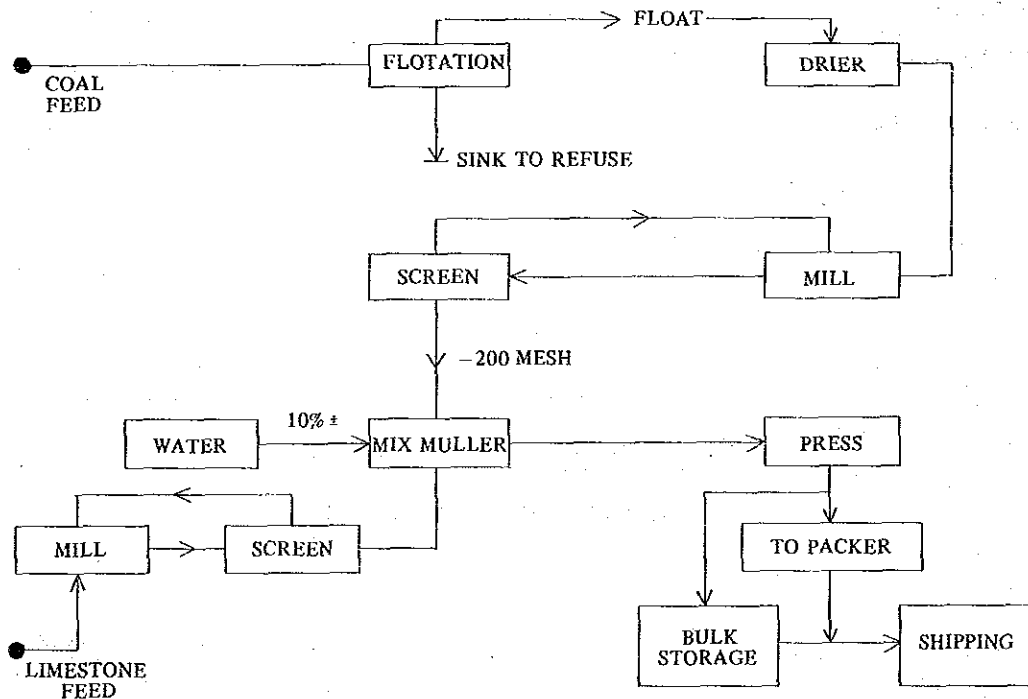 FLOAT
FLOTATION
DRIER
COAL
FEED
SINK TO REFUSE
SCREEN
MILL
-200 MESH
10% ±
WATER
MIX MULLER
PRESS
MILL
SCREEN
TO PACKER
BULK
STORAGE
SHIPPING
LIMESTONE
FEED